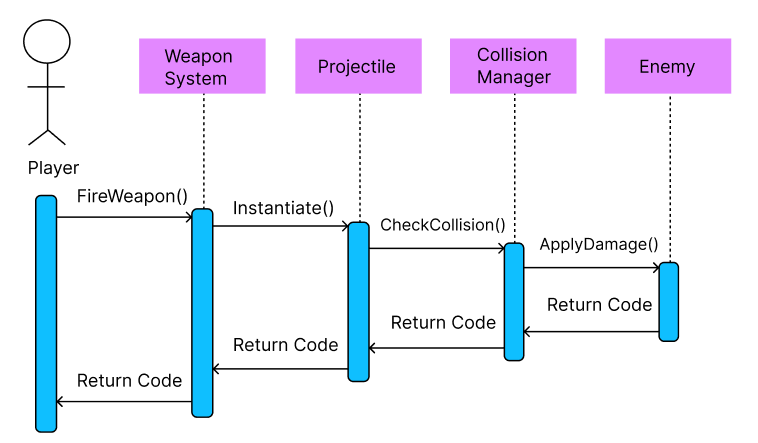 Weapon
System
Projectile
Collision
Manager
Enemy
Player
FireWeapon()
Instantiate()
CheckCollision()
ApplyDamage()
Return Code
Return Code
Return Code
Return Code